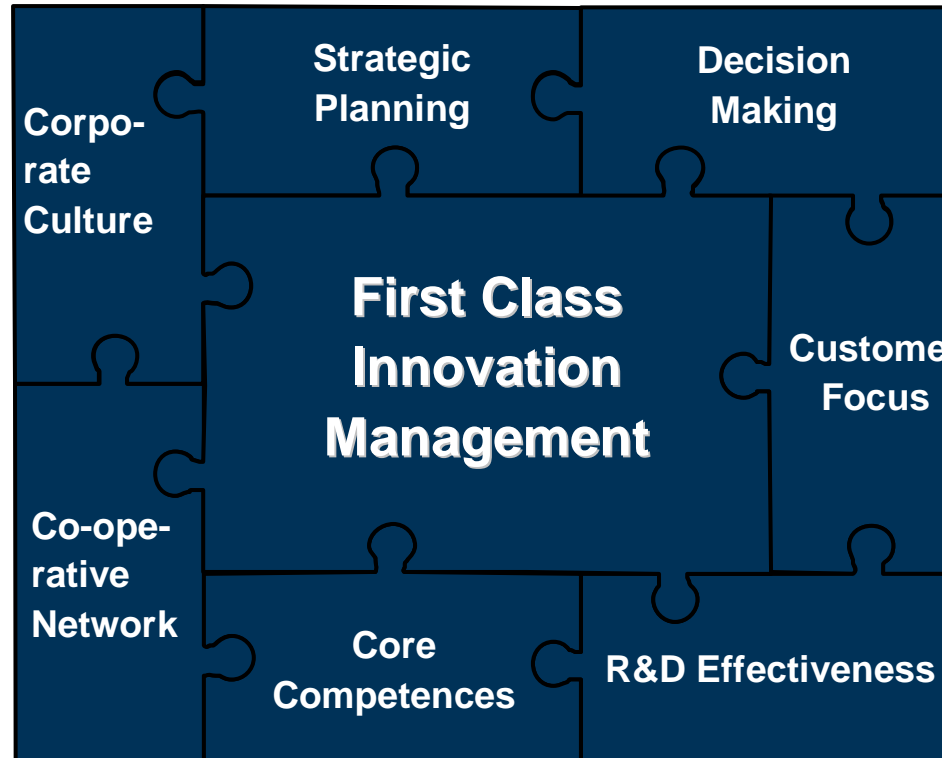 Strategic
Planning
Decision
Making
Corpo-
rate
Culture
First Class
Innovation
Management
Custome
Focus
Co-ope-
rative
Network
Core
Competences
R&D Effectiveness